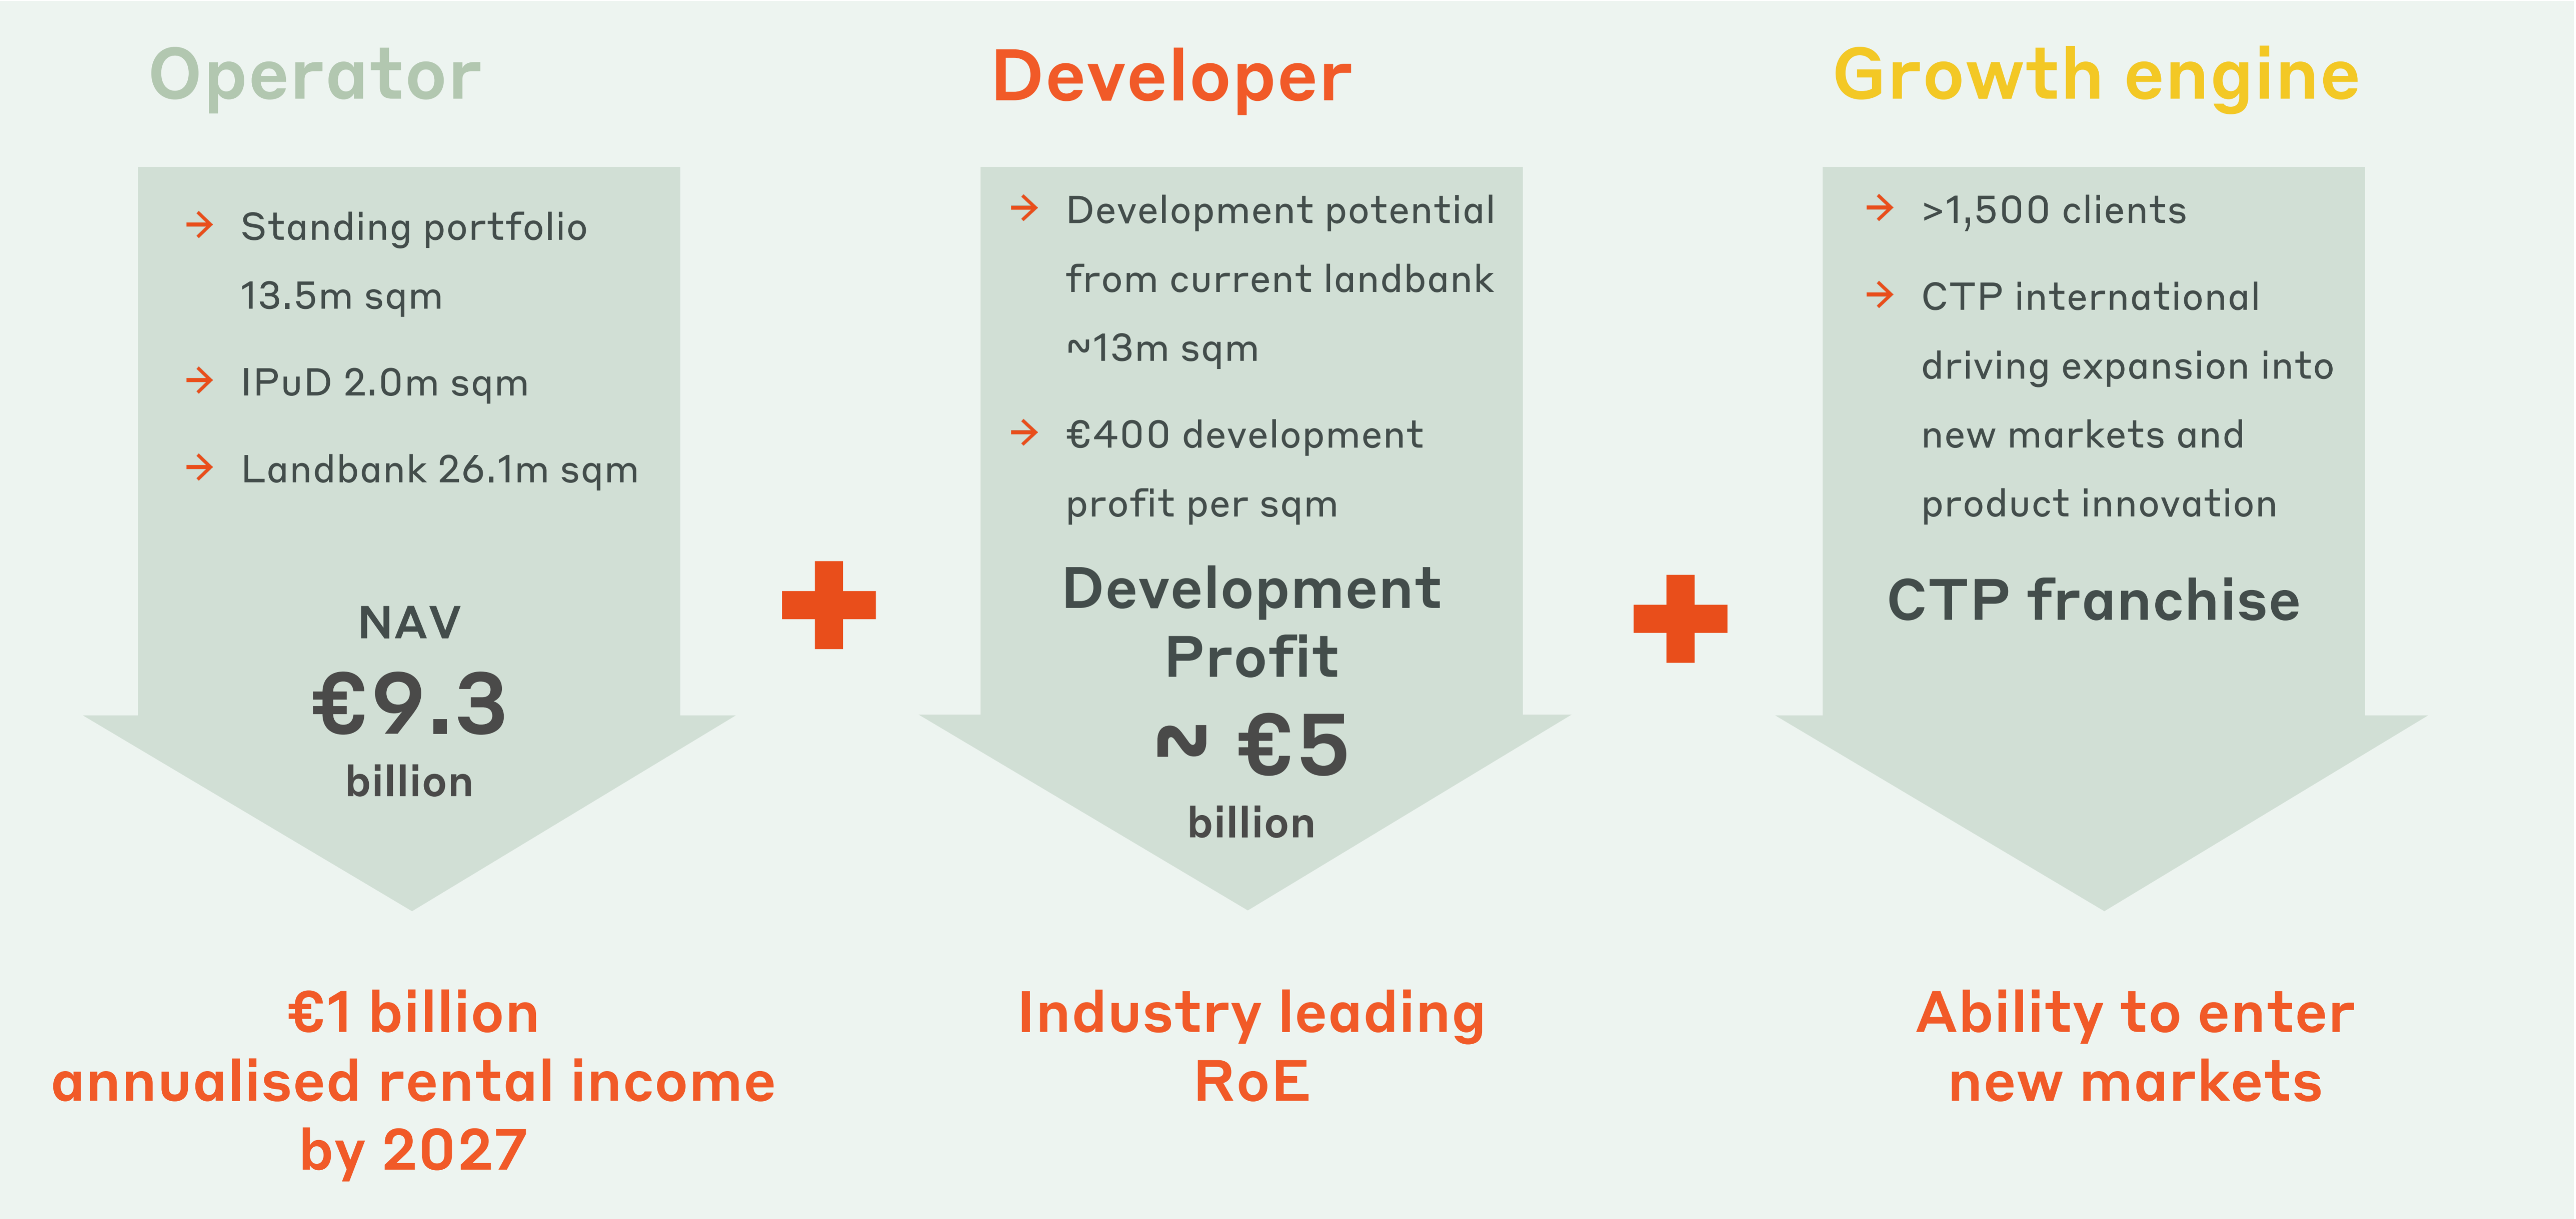 Operator
Standing portfolio
13.5m sqm
IPuD 2.0m sqm
Landbank 26.1m sqm
NAV
€9.3
billion
€1 billion
annualised rental income
by 2027
Developer
Development potential
from current landbank
~13m sqm
€400 development
profit per sqm
Development
Profit
~ €5
billion
Industry leading
RoE
Growth engine
>1,500 clients
CTP international
driving expansion into
new markets and
product innovation
CTP franchise
Ability to enter
new markets